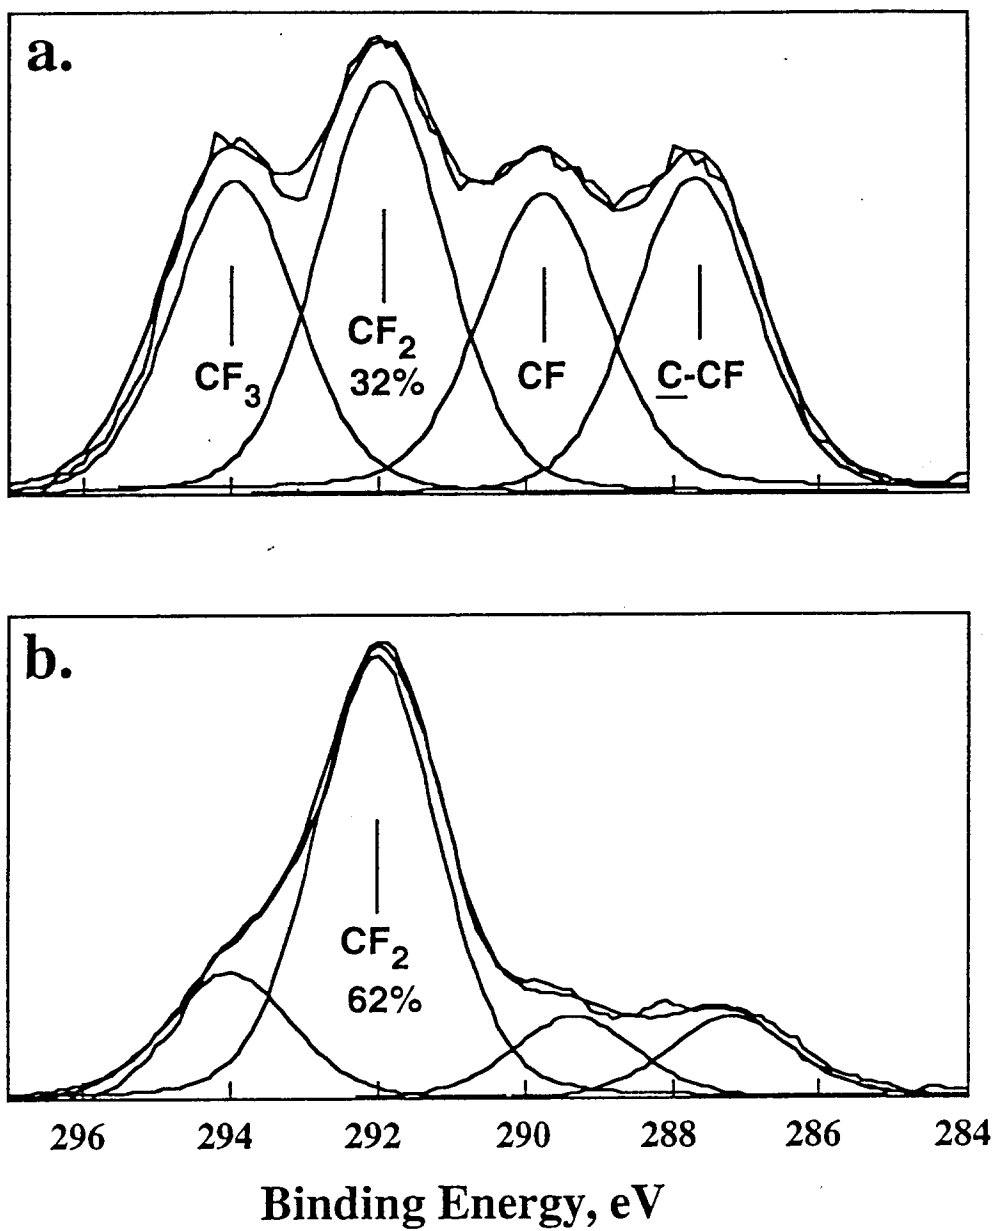 a.
CF₃
CF₂
32%
CF
C-CF
b.
CF₂
62%
296 294 292 290 288 286 284
Binding Energy, eV